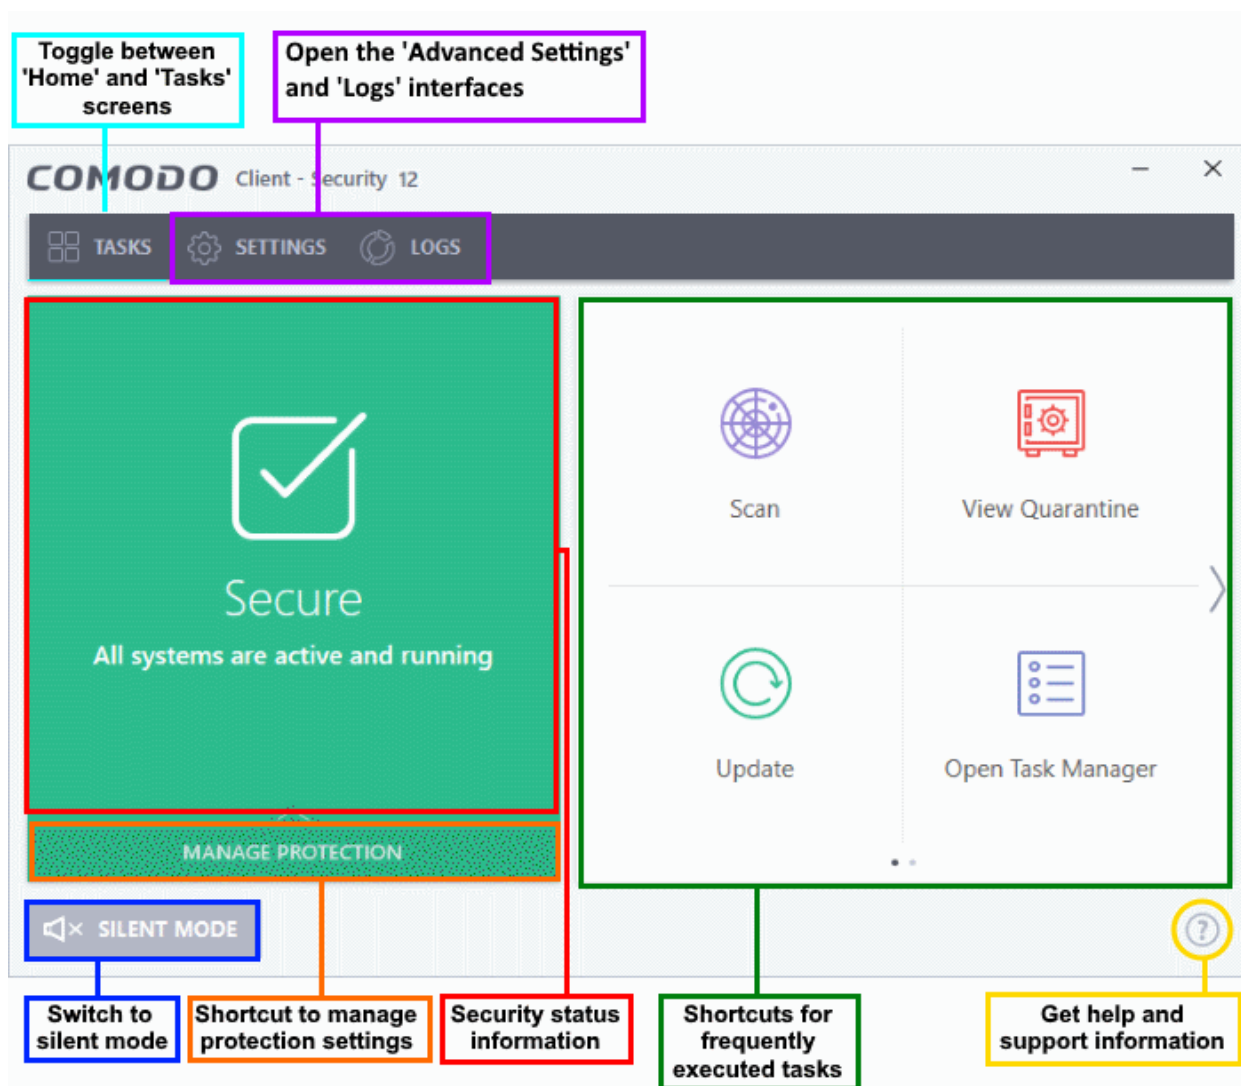 Toggle between
'Home' and 'Tasks'
screens
Open the 'Advanced Settings'
and 'Logs' interfaces
COMODO Client - Security 12
TASKS SETTINGS LOGS
Secure
All systems are active and running
MANAGE PROTECTION
Scan
View Quarantine
Update
Open Task Manager
SILENT MODE
?
Switch to
silent mode
Shortcut to manage
protection settings
Security status
information
Shortcuts for
frequently
executed tasks
Get help and
support information